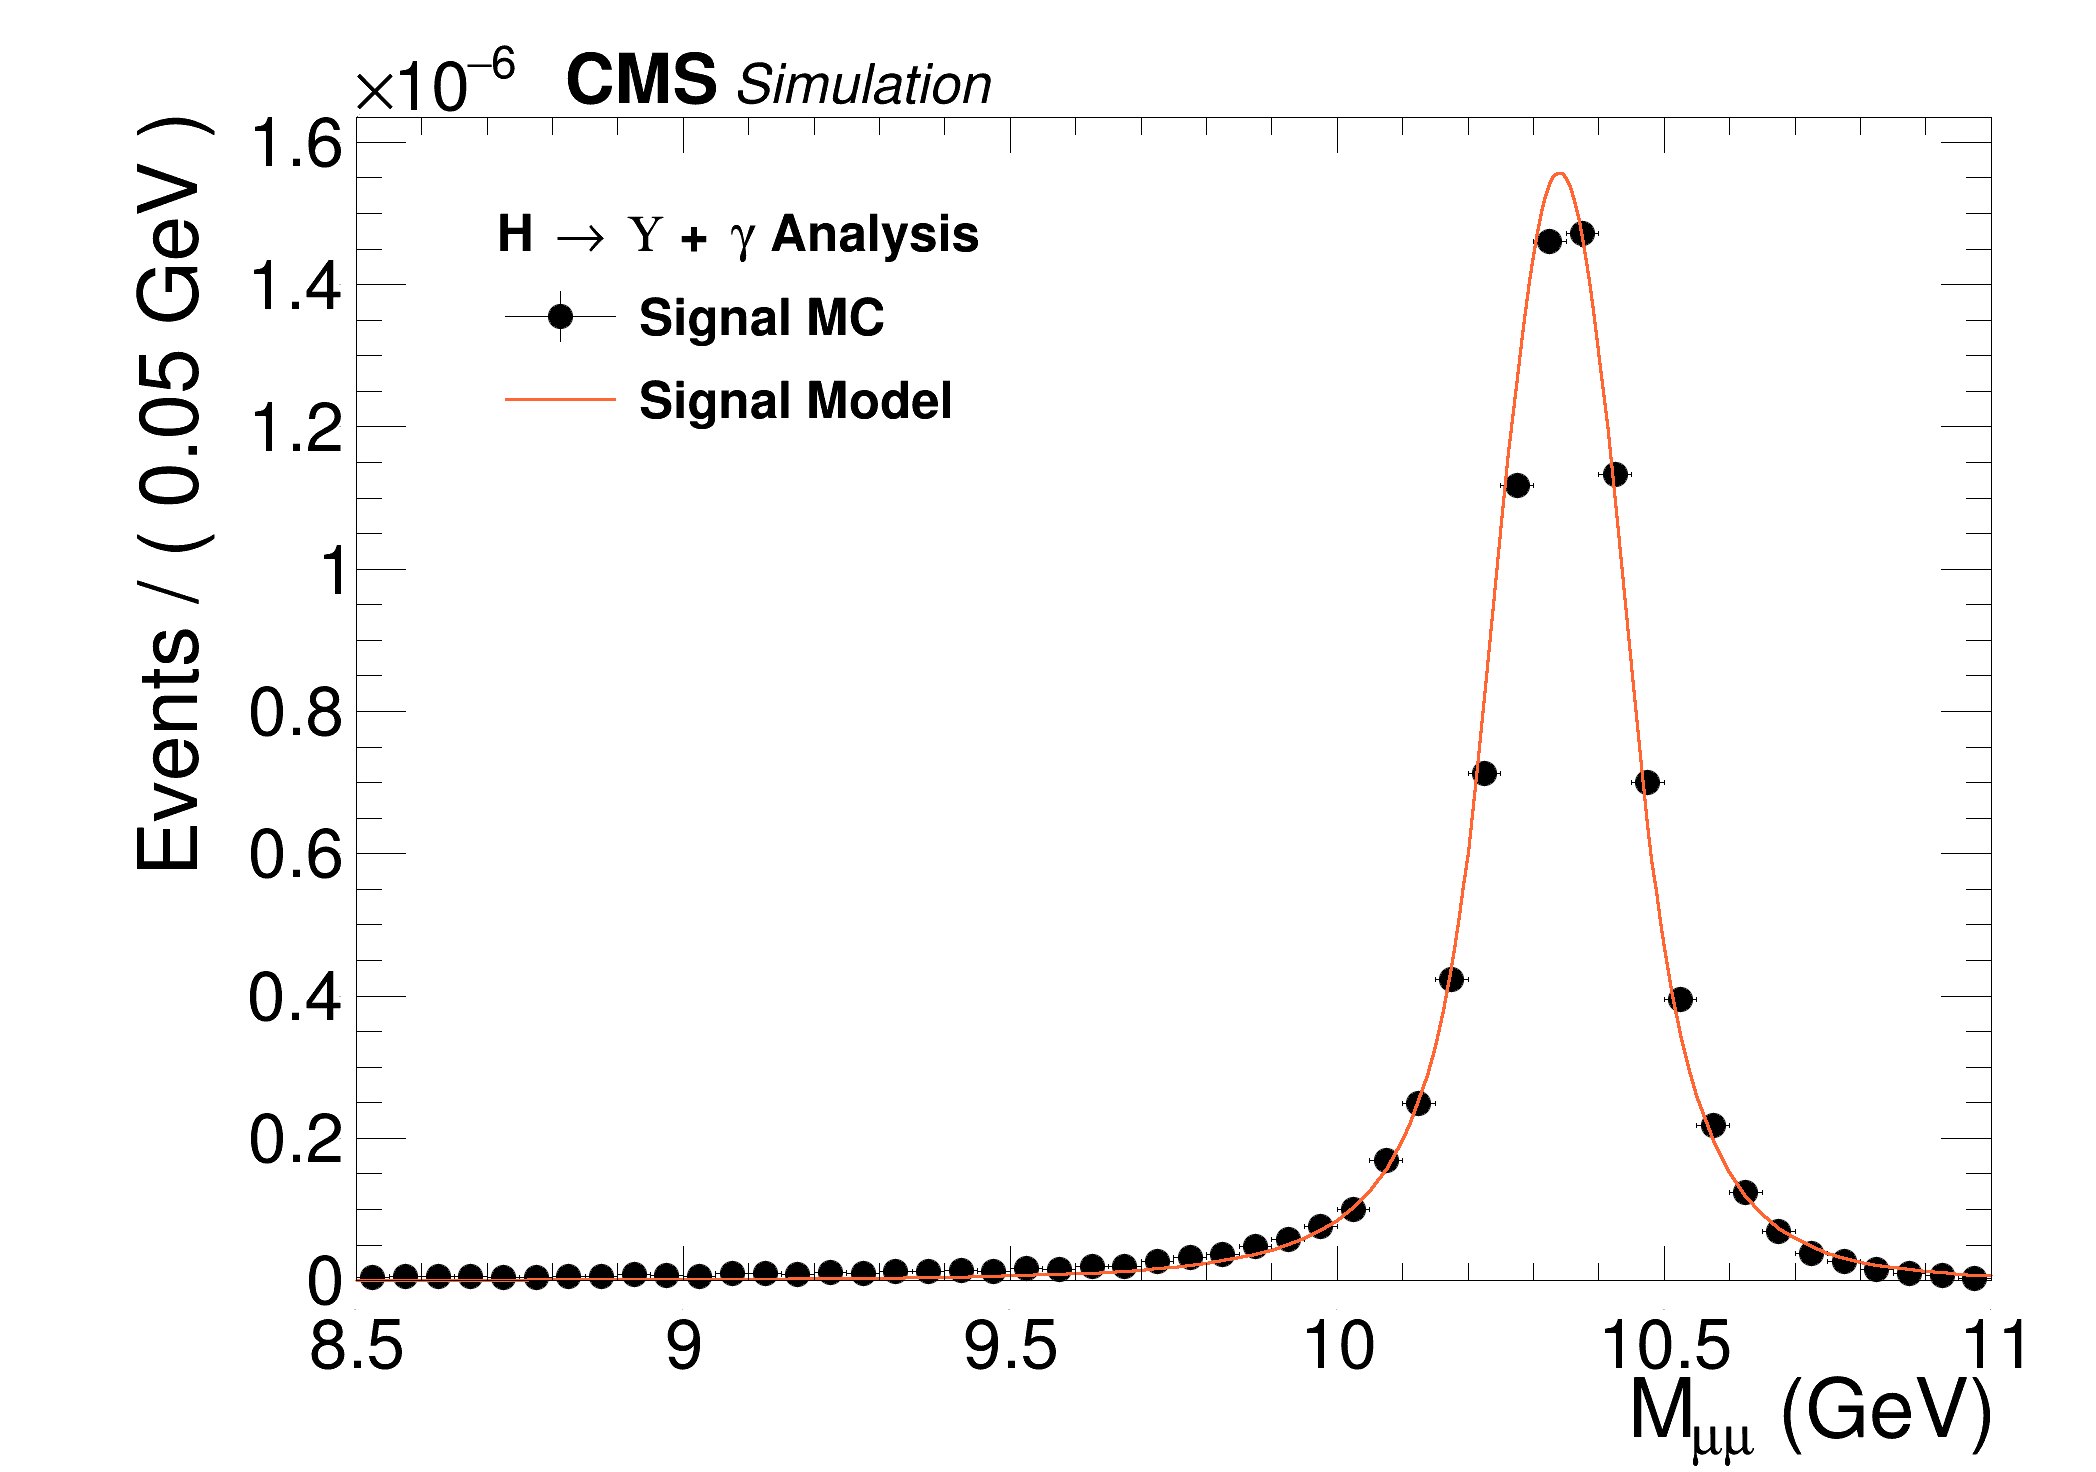 ×10⁻⁶ CMS Simulation
Events / ( 0.05 GeV )
1.6
1.4
1.2
1
0.8
0.6
0.4
0.2
0
H → ϒ + γ Analysis
Signal MC
Signal Model
8.5 9 9.5 10 10.5 11
Mμμ (GeV)